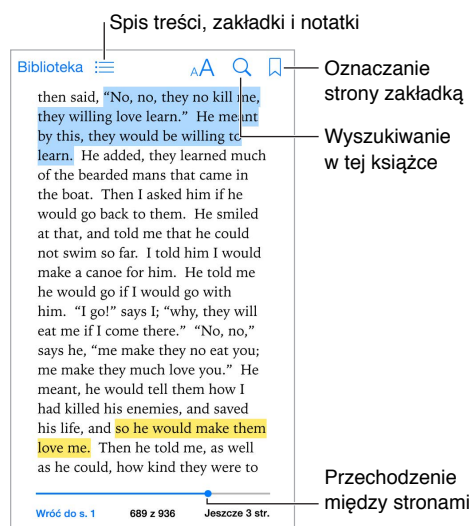 Spis treści, zakładki i notatki
Biblioteka
AA
Oznaczanie
strony zakładką
Wyszukiwanie
w tej książce
then said, “No, no, they no kill me,
they willing love learn.”  He meant
by this, they would be willing to
learn.  He added, they learned much
of the bearded mans that came in
the boat.  Then I asked him if he
would go back to them.  He smiled
at that, and told me that he could
not swim so far.  I told him I would
make a canoe for him.  He told me
he would go if I would go with
him.  “I go!” says I; “why, they will
eat me if I come there.”  “No, no,”
says he, “me make they no eat you;
me make they much love you.”  He
meant, he would tell them how I
had killed his enemies, and saved
his life, and so he would make them
love me.  Then he told me, as well
as he could, how kind they were to
Przechodzenie
między stronami
Wróć do s. 1
689 z 936
Jeszcze 3 str.